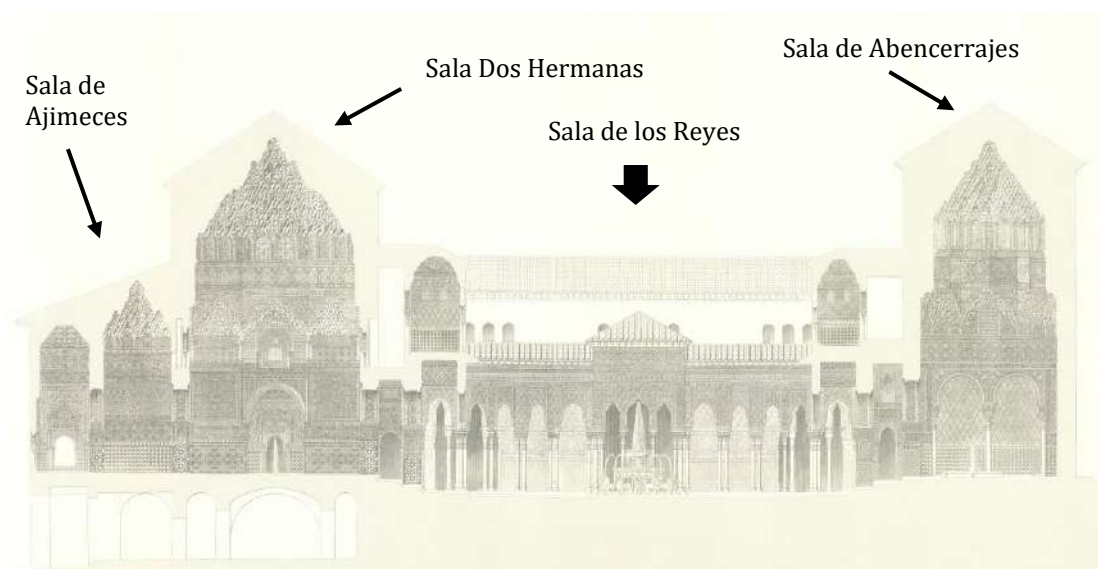 Sala de
Ajimeces
Sala Dos Hermanas
Sala de los Reyes
Sala de Abencerrajes